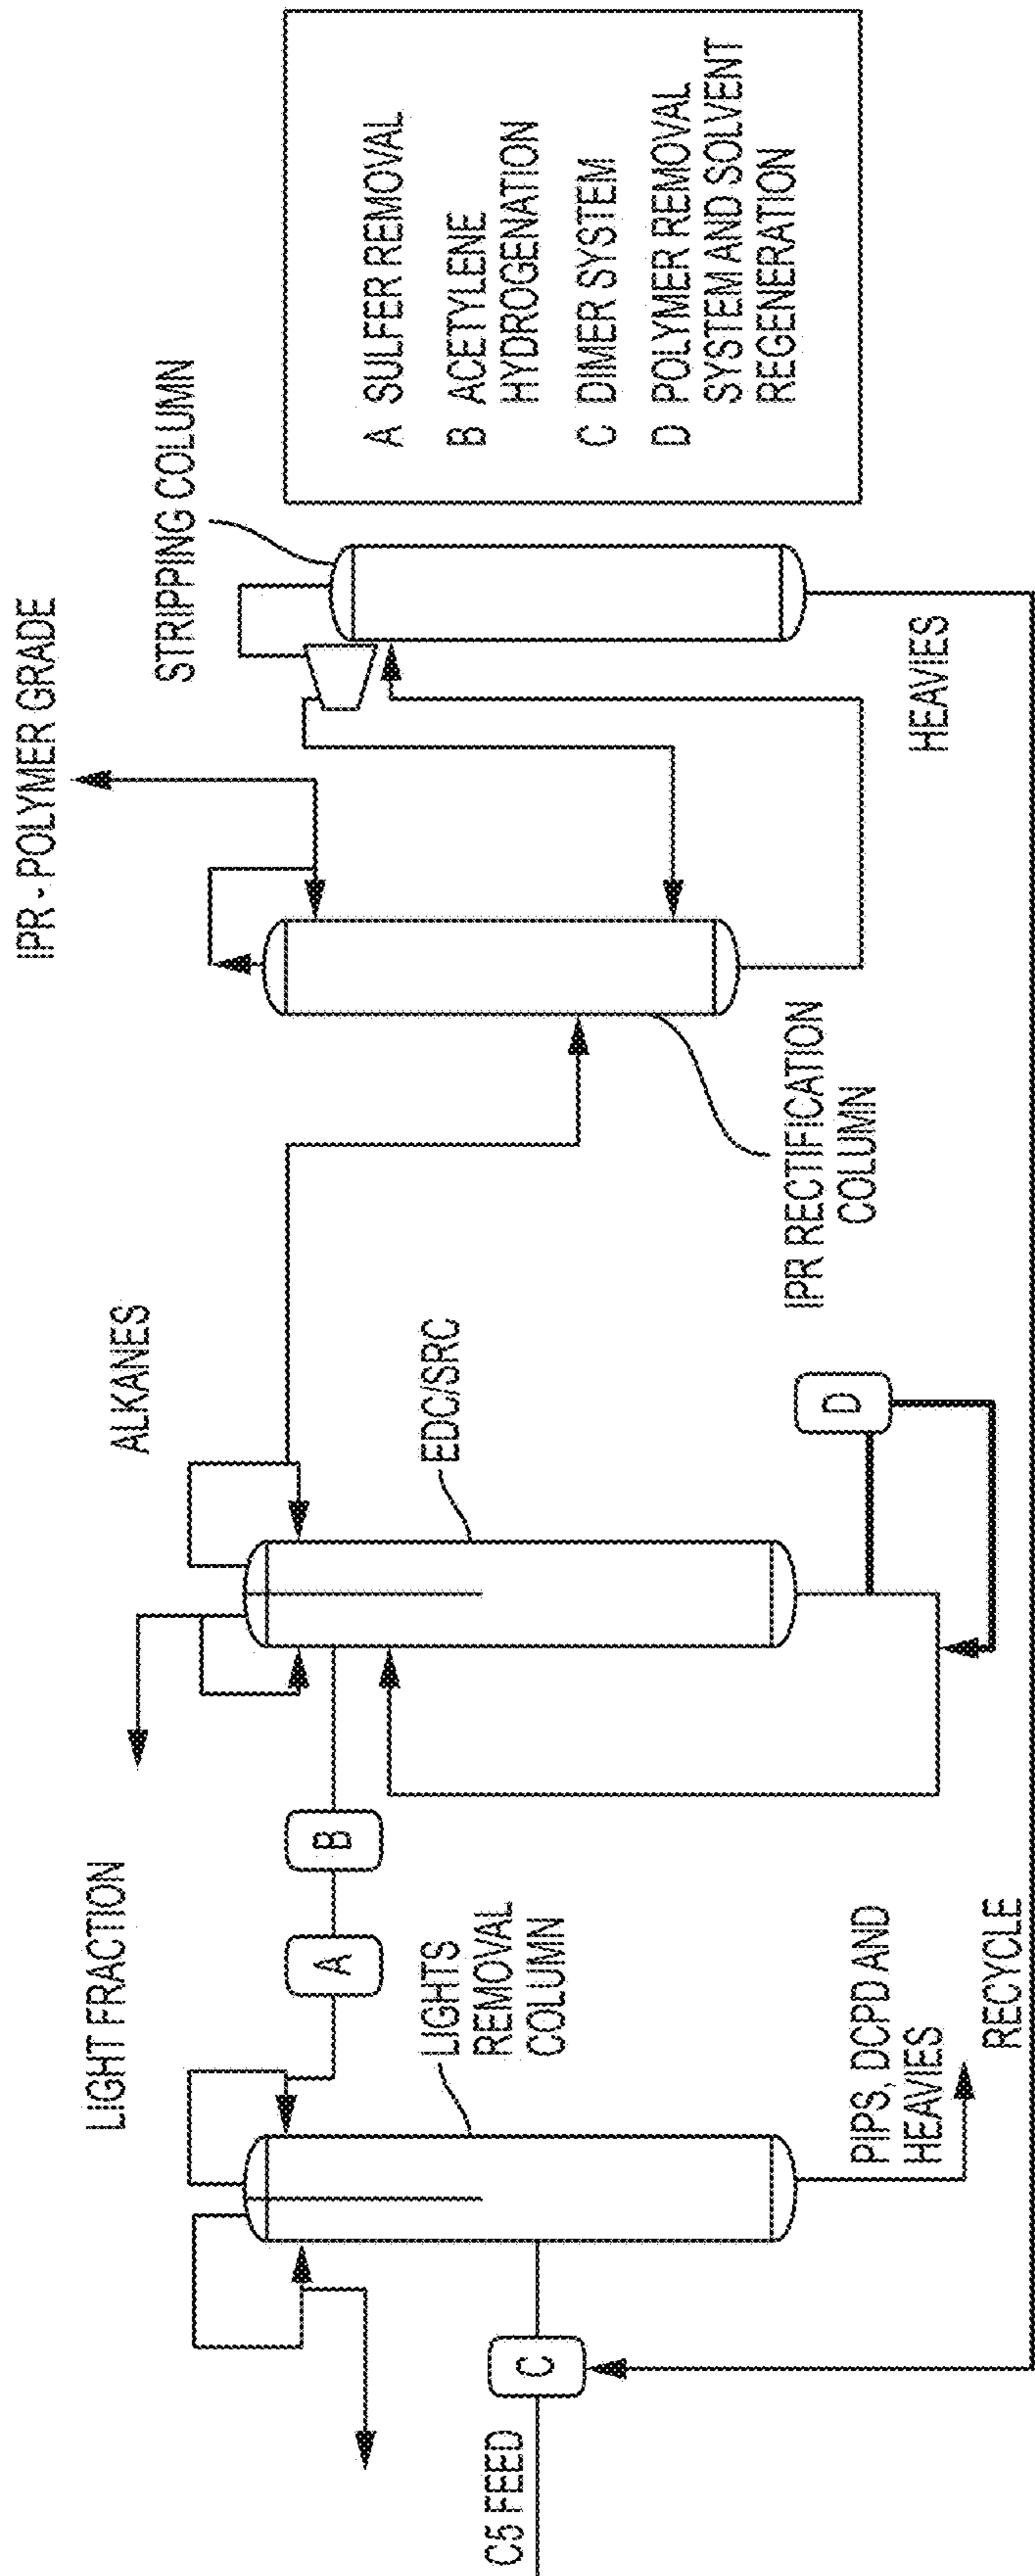 C5 FEED
C
LIGHT FRACTION
LIGHTS
REMOVAL
COLUMN
PIPS, DCPD AND
HEAVIES
RECYCLE
A
B
ALKANES
EDC/SRC
D
IPR - POLYMER GRADE
IPR RECTIFICATION
COLUMN
STRIPPING COLUMN
HEAVIES
A SULFER REMOVAL
B ACETYLENE
HYDROGENATION
C DIMER SYSTEM
D POLYMER REMOVAL
SYSTEM AND SOLVENT
REGENERATION